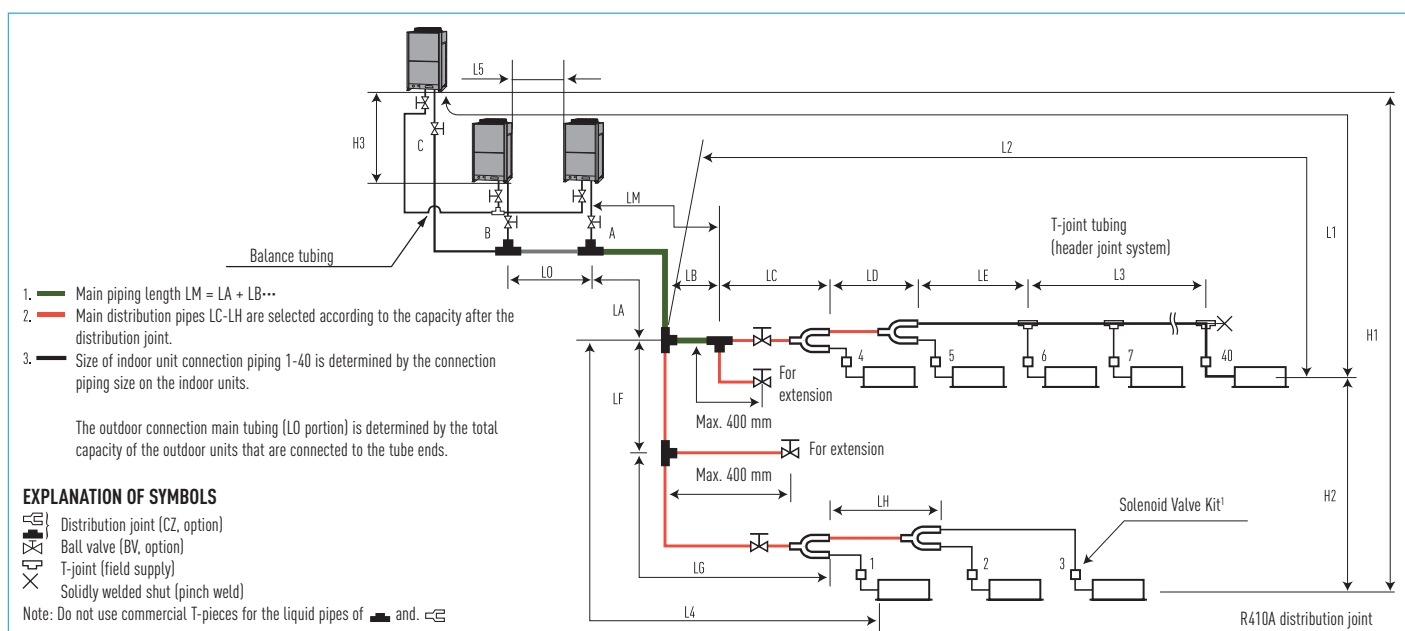 L5
H3
C
L2
LM
T-joint tubing
(header joint system)
L1
B
A
Balance tubing
LO
LB
LC
LD
LE
L3
LA
H1
1. Main piping length LM = LA + LB···
2. Main distribution pipes LC-LH are selected according to the capacity after the
distribution joint.
3. Size of indoor unit connection piping 1-40 is determined by the connection
piping size on the indoor units.
The outdoor connection main tubing (LO portion) is determined by the total
capacity of the outdoor units that are connected to the tube ends.
4
5
6
7
40
For
extension
LF
Max. 400 mm
For extension
Max. 400 mm
H2
EXPLANATION OF SYMBOLS
Distribution joint (CZ, option)
Ball valve (BV, option)
T-joint (field supply)
Solidly welded shut (pinch weld)
Note: Do not use commercial T-pieces for the liquid pipes of and.
LH
Solenoid Valve Kit¹
LG
1
2
3
L4
R410A distribution joint